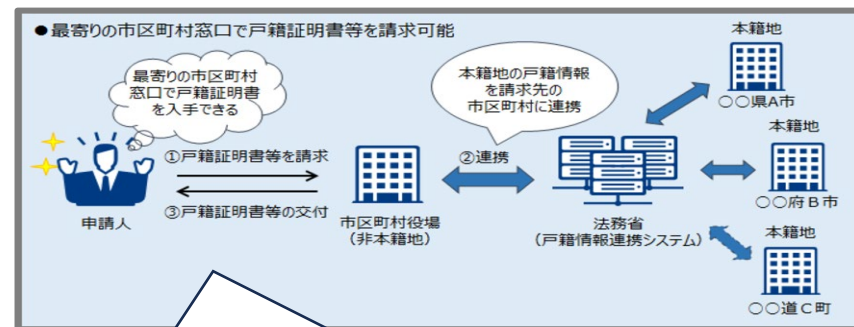 ●最寄りの市区町村窓口で戸籍証明書等を請求可能
最寄りの市区町村
窓口で戸籍証明書
を入手できる
本籍地の戸籍情報
を請求先の
市区町村に連携
①戸籍証明書等を請求
③戸籍証明書等の交付
申請人
市区町村役場
（非本籍地）
②連携
法務省
（戸籍情報連携システム）
本籍地
○○県A市
本籍地
○○府B市
本籍地
○○道C町